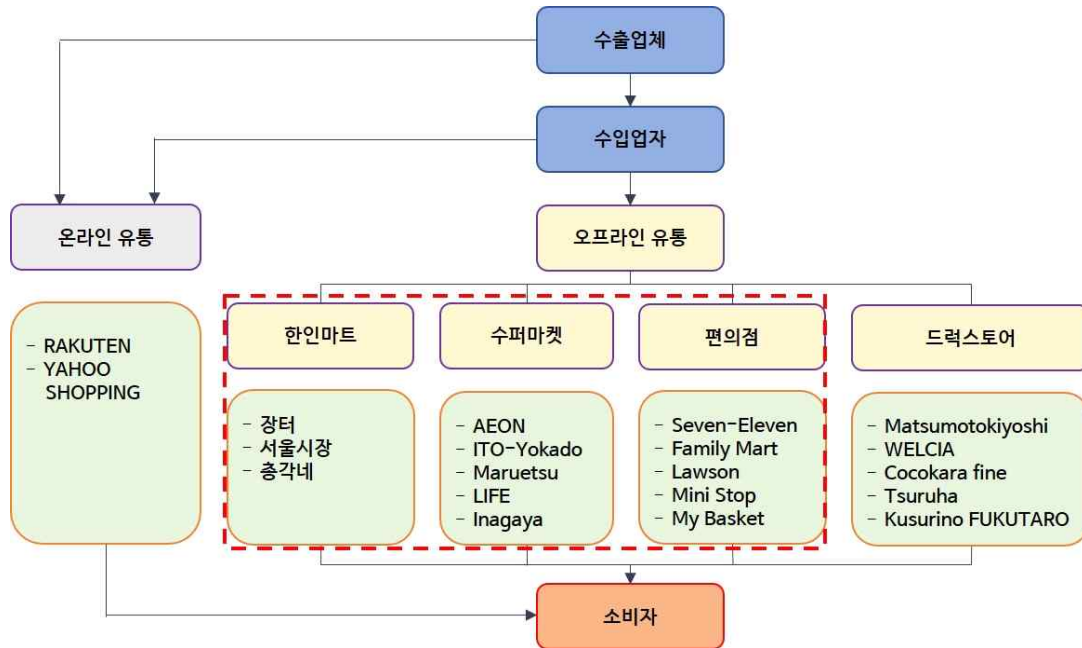 수출업체
수입업자
온라인 유통
오프라인 유통
- RAKUTEN
- YAHOO
SHOPPING
한인마트
- 장터
- 서울시장
- 총각네
수퍼마켓
- AEON
- ITO-Yokado
- Maruetsu
- LIFE
- Inagaya
편의점
- Seven-Eleven
- Family Mart
- Lawson
- Mini Stop
- My Basket
드럭스토어
- Matsumotokiyoshi
- WELCIA
- Cocokara fine
- Tsuruha
- Kusurino FUKUTARO
소비자